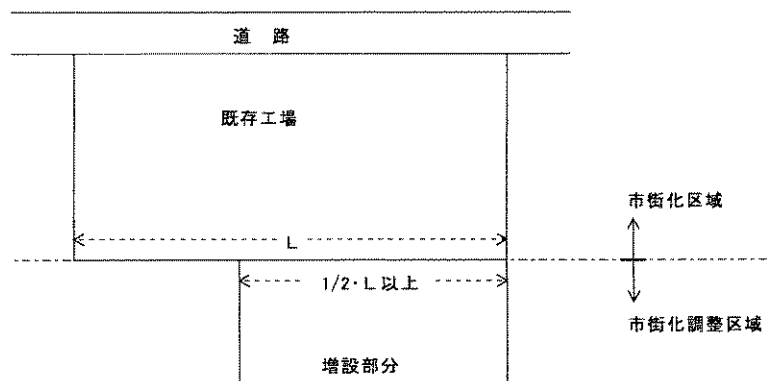 道 路
既存工場
市街化区域
L
1/2・L以上
市街化調整区域
増設部分